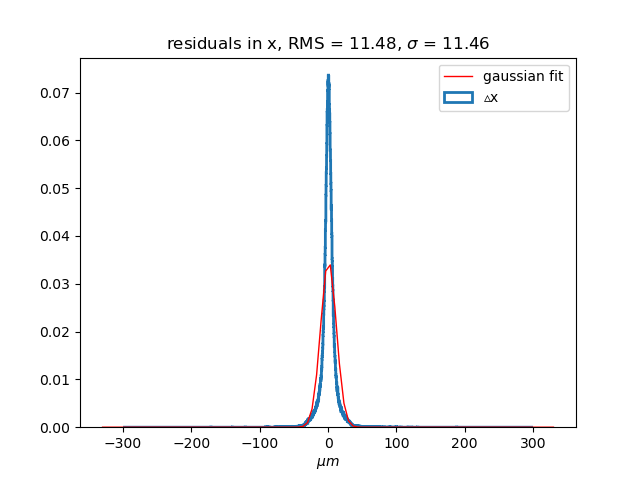 residuals in x, RMS = 11.48, σ = 11.46
gaussian fit
△x
0.07
0.06
0.05
0.04
0.03
0.02
0.01
0.00
−300 −200 −100 0 100 200 300
μm